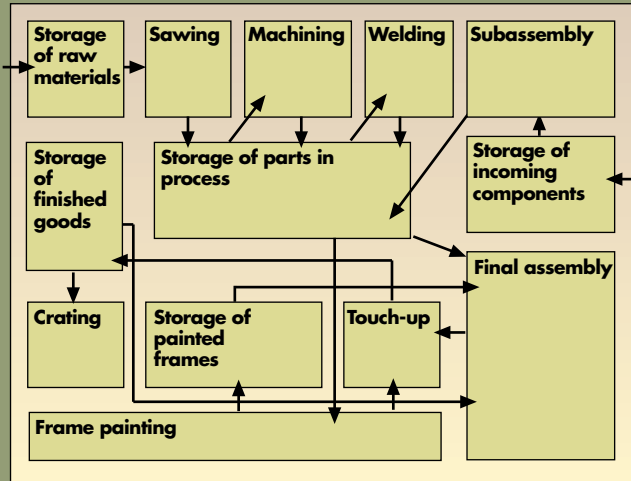 Storage
of raw
materials
Sawing
Machining
Welding
Subassembly
Storage
of
finished
goods
Storage of parts in
process
Storage of
incoming
components
Final assembly
Crating
Storage of
painted
frames
Touch-up
Frame painting